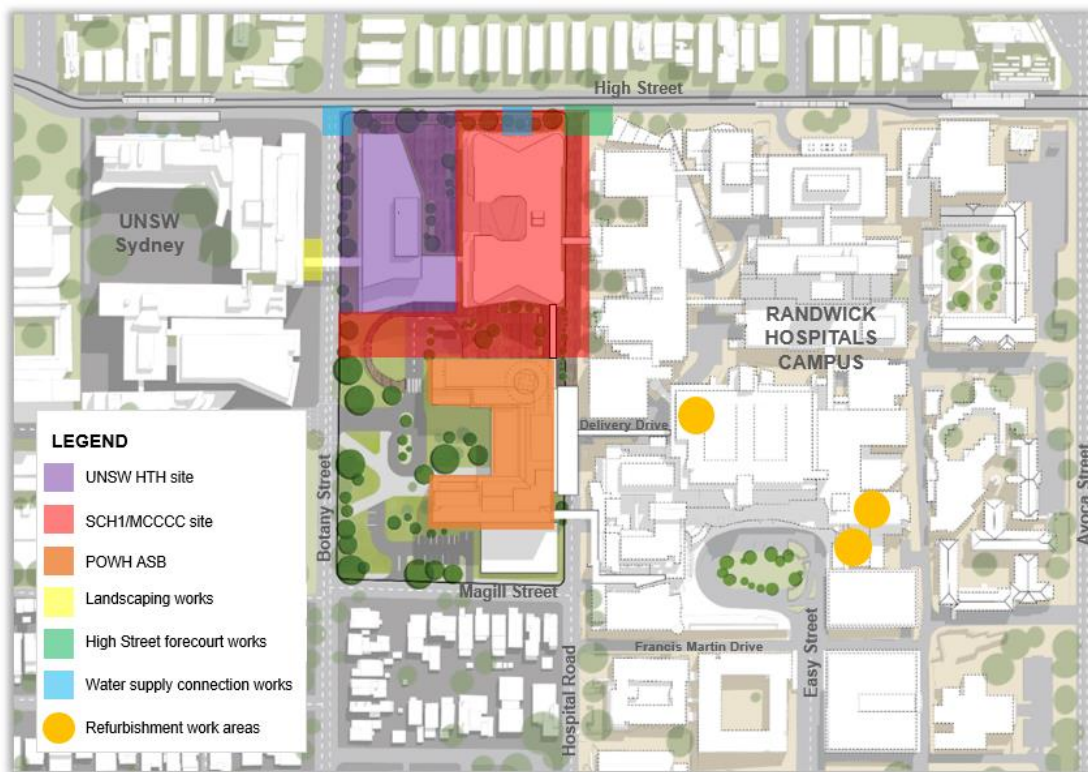 High Street
UNSW
Sydney
RANDWICK
HOSPITALS
CAMPUS
Delivery Drive
LEGEND
UNSW HTH site
SCH1/MCCCC site
POWH ASB
Landscaping works
High Street forecourt works
Water supply connection works
Refurbishment work areas
Botany Street
Magill Street
Hospital Road
Francis Martin Drive
Easy Street
Avoca Street